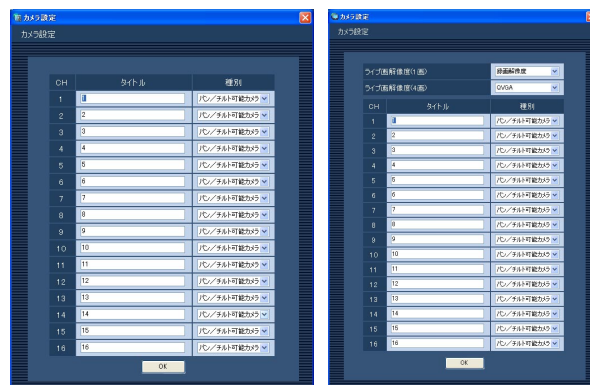 カメラ設定
カメラ設定
CH タイトル 種別
1 1 パン／チルト可能カメラ
2 2 パン／チルト可能カメラ
3 3 パン／チルト可能カメラ
4 4 パン／チルト可能カメラ
5 5 パン／チルト可能カメラ
6 6 パン／チルト可能カメラ
7 7 パン／チルト可能カメラ
8 8 パン／チルト可能カメラ
9 9 パン／チルト可能カメラ
10 10 パン／チルト可能カメラ
11 11 パン／チルト可能カメラ
12 12 パン／チルト可能カメラ
13 13 パン／チルト可能カメラ
14 14 パン／チルト可能カメラ
15 15 パン／チルト可能カメラ
16 16 パン／チルト可能カメラ
OK
カメラ設定
カメラ設定
ライブ画解像度(1画) 録画解像度
ライブ画解像度(4画) QVGA
CH タイトル 種別
1 1 パン／チルト可能カメラ
2 2 パン／チルト可能カメラ
3 3 パン／チルト可能カメラ
4 4 パン／チルト可能カメラ
5 5 パン／チルト可能カメラ
6 6 パン／チルト可能カメラ
7 7 パン／チルト可能カメラ
8 8 パン／チルト可能カメラ
9 9 パン／チルト可能カメラ
10 10 パン／チルト可能カメラ
11 11 パン／チルト可能カメラ
12 12 パン／チルト可能カメラ
13 13 パン／チルト可能カメラ
14 14 パン／チルト可能カメラ
15 15 パン／チルト可能カメラ
16 16 パン／チルト可能カメラ
OK